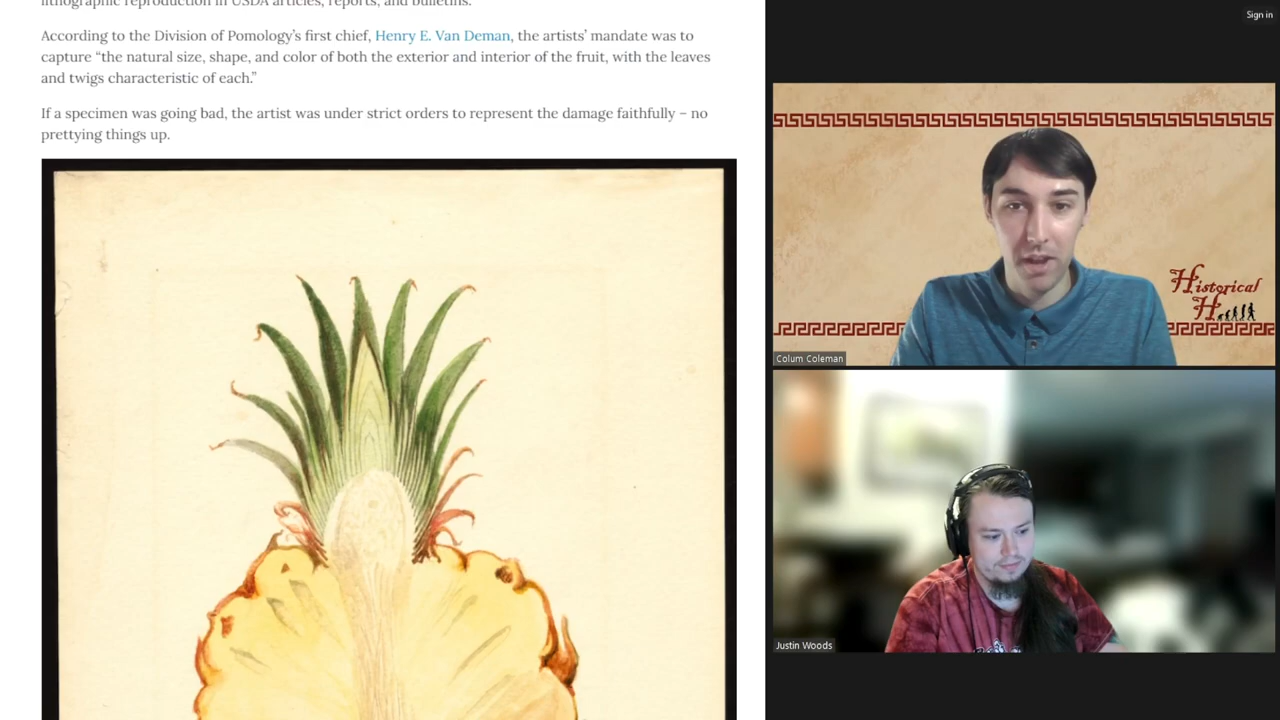 lithographic reproduction in USDA articles, reports, and bulletins.
According to the Division of Pomology’s first chief, Henry E. Van Deman, the artists’ mandate was to
capture “the natural size, shape, and color of both the exterior and interior of the fruit, with the leaves
and twigs characteristic of each.”
If a specimen was going bad, the artist was under strict orders to represent the damage faithfully – no
prettying things up.
Sign in
Historical
H
Colum Coleman
Justin Woods